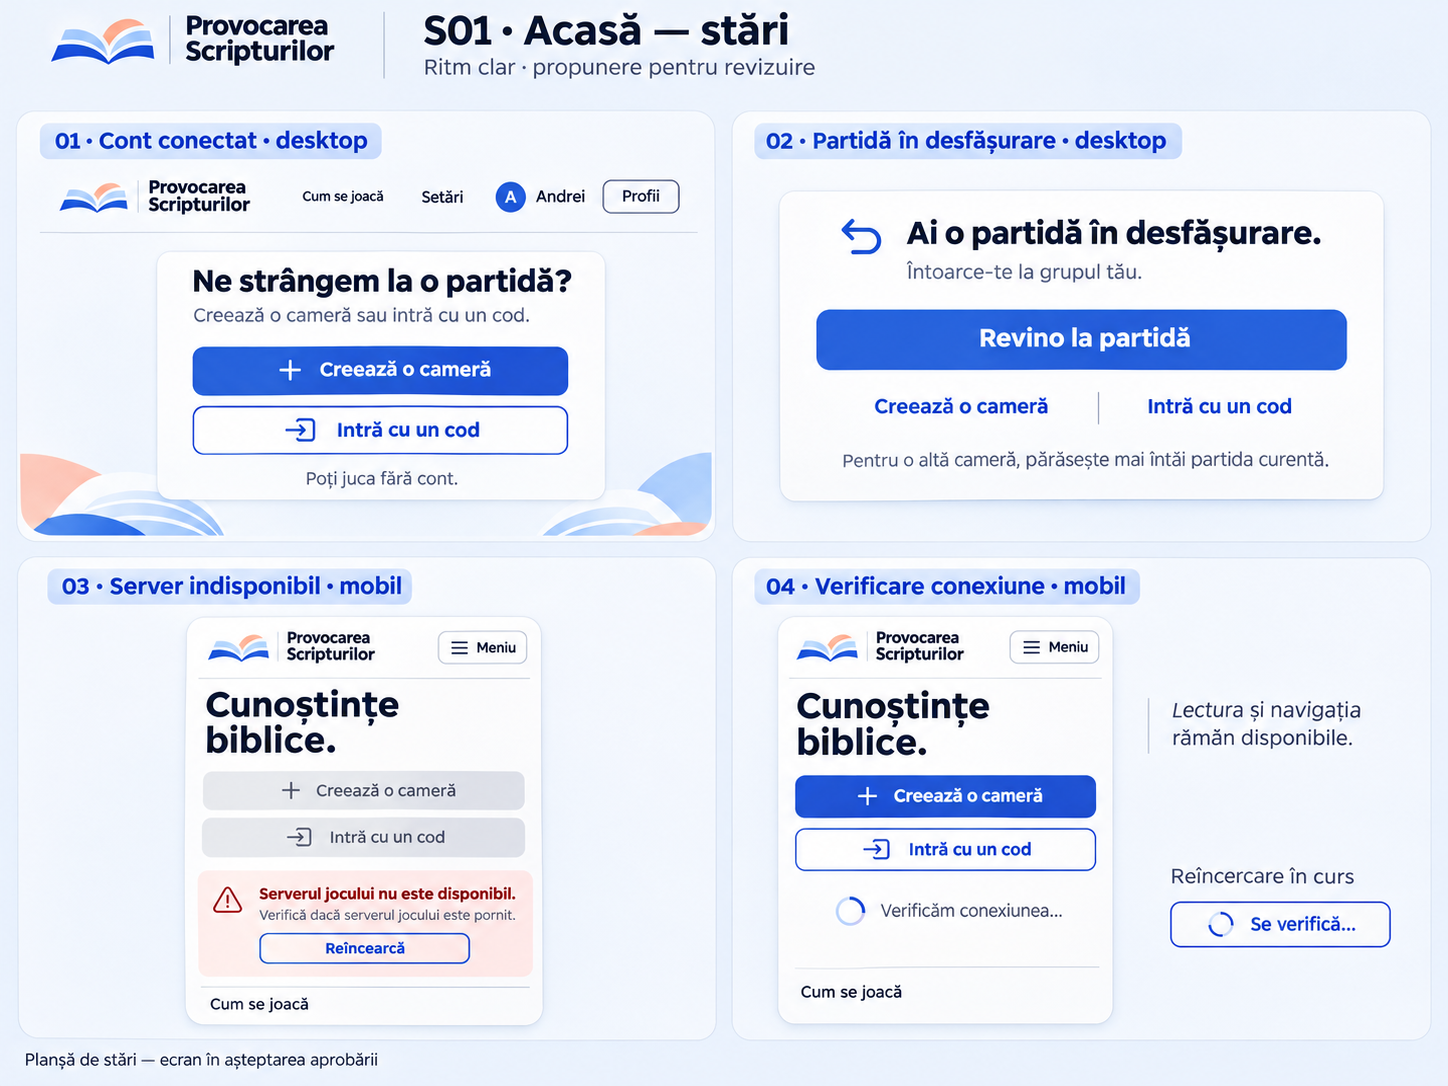 Provocarea
Scripturilor
S01 • Acasă — stări
Ritm clar · propunere pentru revizuire
01 • Cont conectat • desktop
Provocarea
Scripturilor
Cum se joacă
Setări
A
Andrei
Profii
Ne strângem la o partidă?
Creează o cameră sau intră cu un cod.
Creează o cameră
Intră cu un cod
Poți juca fără cont.
02 • Partidă în desfășurare • desktop
Ai o partidă în desfășurare.
Întoarce-te la grupul tău.
Revino la partidă
Creează o cameră
Intră cu un cod
Pentru o altă cameră, părăsește mai întâi partida curentă.
03 • Server indisponibil • mobil
Provocarea
Scripturilor
Meniu
Cunoștințe
biblice.
Creează o cameră
Intră cu un cod
Serverul jocului nu este disponibil.
Verifică dacă serverul jocului este pornit.
Reîncearcă
Cum se joacă
04 • Verificare conexiune • mobil
Provocarea
Scripturilor
Meniu
Cunoștințe
biblice.
Creează o cameră
Intră cu un cod
Verificăm conexiunea...
Cum se joacă
Lectura și navigația
rămăn disponibile.
Reîncercare în curs
Se verifică...
Planșă de stări — ecran în așteptarea aprobării